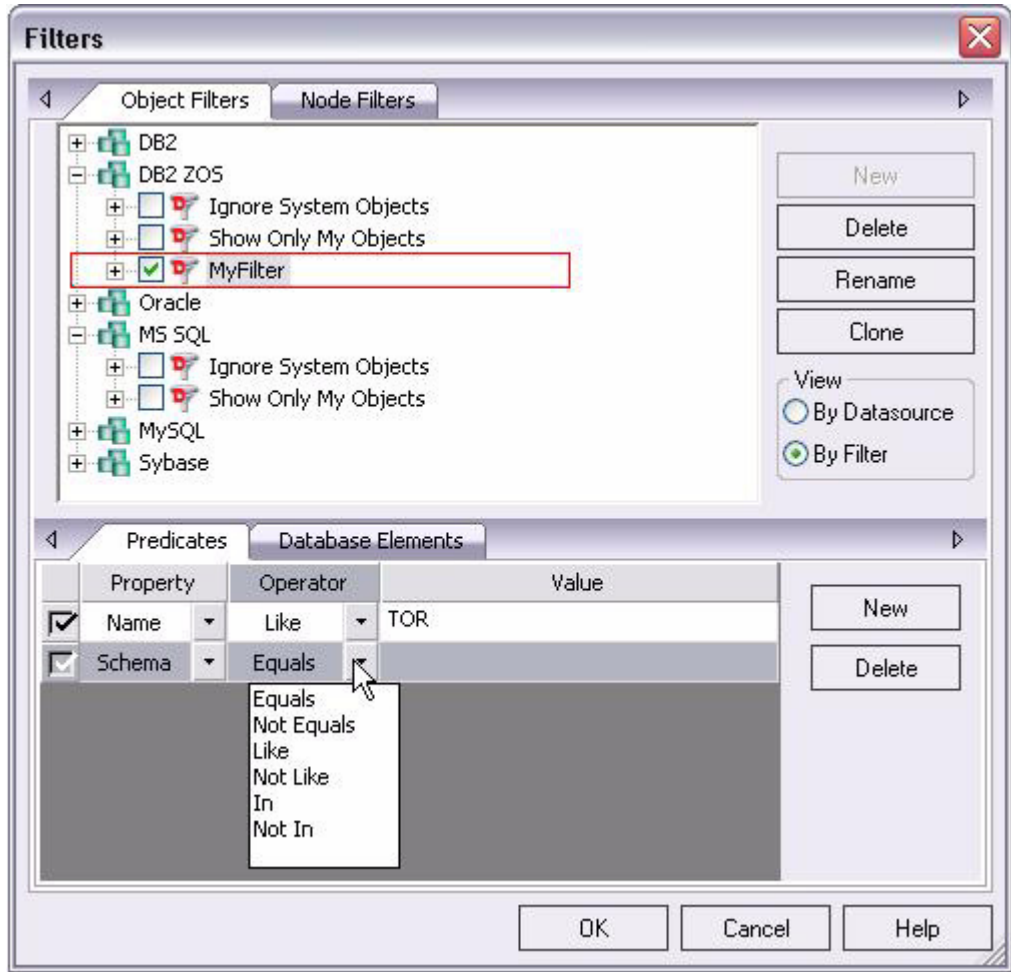 Filters
Object Filters Node Filters
DB2
DB2 ZOS
Ignore System Objects
Show Only My Objects
MyFilter
Oracle
MS SQL
Ignore System Objects
Show Only My Objects
MySQL
Sybase
New
Delete
Rename
Clone
View
By Datasource
By Filter
Predicates Database Elements
Property Operator Value
Name Like TOR
Schema Equals
Equals
Not Equals
Like
Not Like
In
Not In
New
Delete
OK Cancel Help